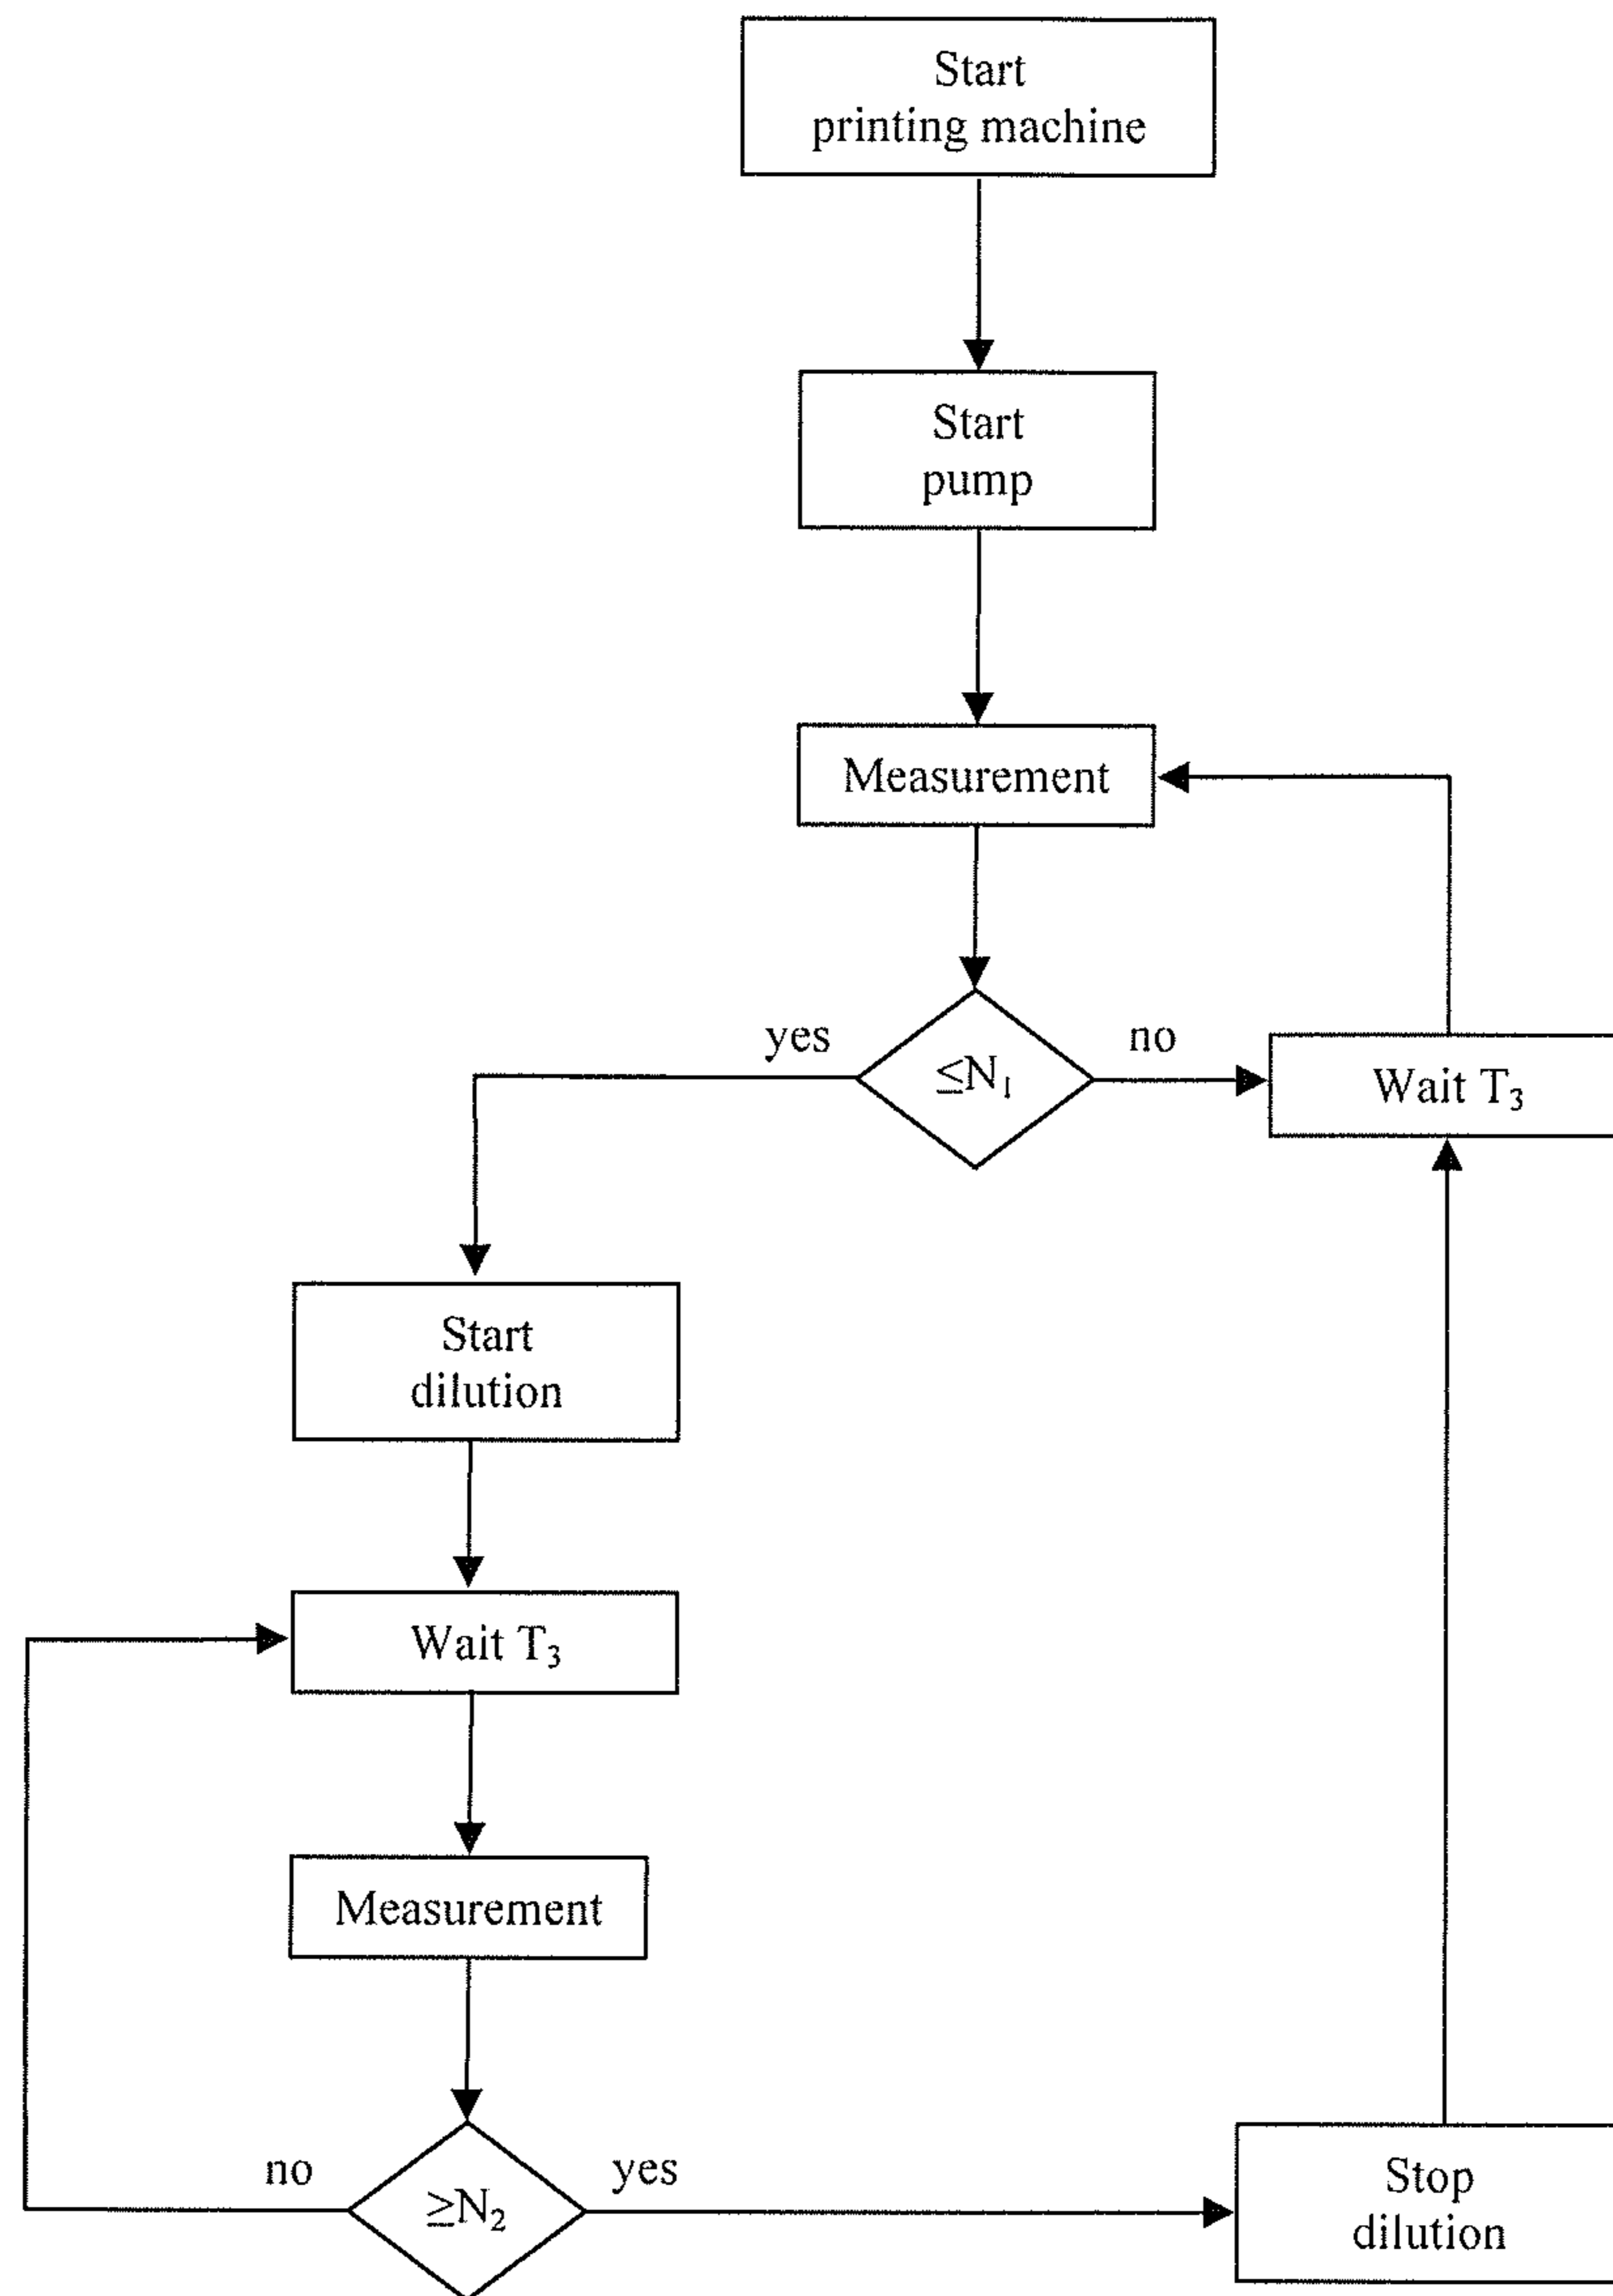 Start
printing machine
Start
pump
Measurement
yes
no
≤N₁
Wait T₃
Start
dilution
Wait T₃
Measurement
no
yes
≥N₂
Stop
dilution